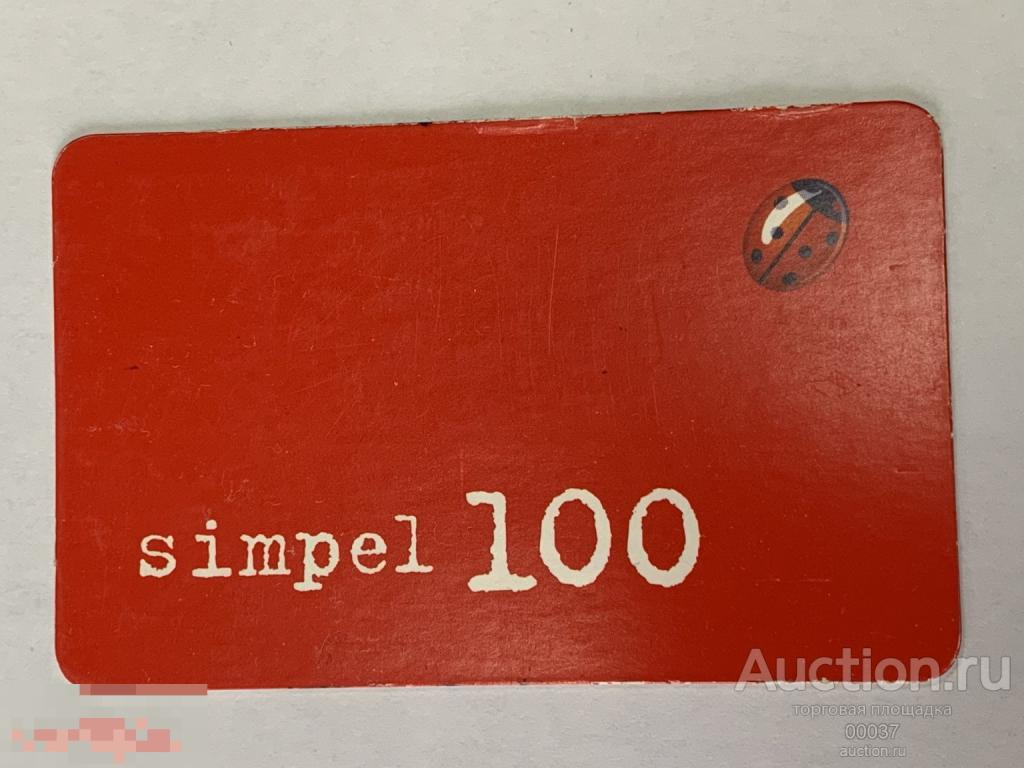 simpel 100
Auction.ru
торговая площадка
00037
auction.ru